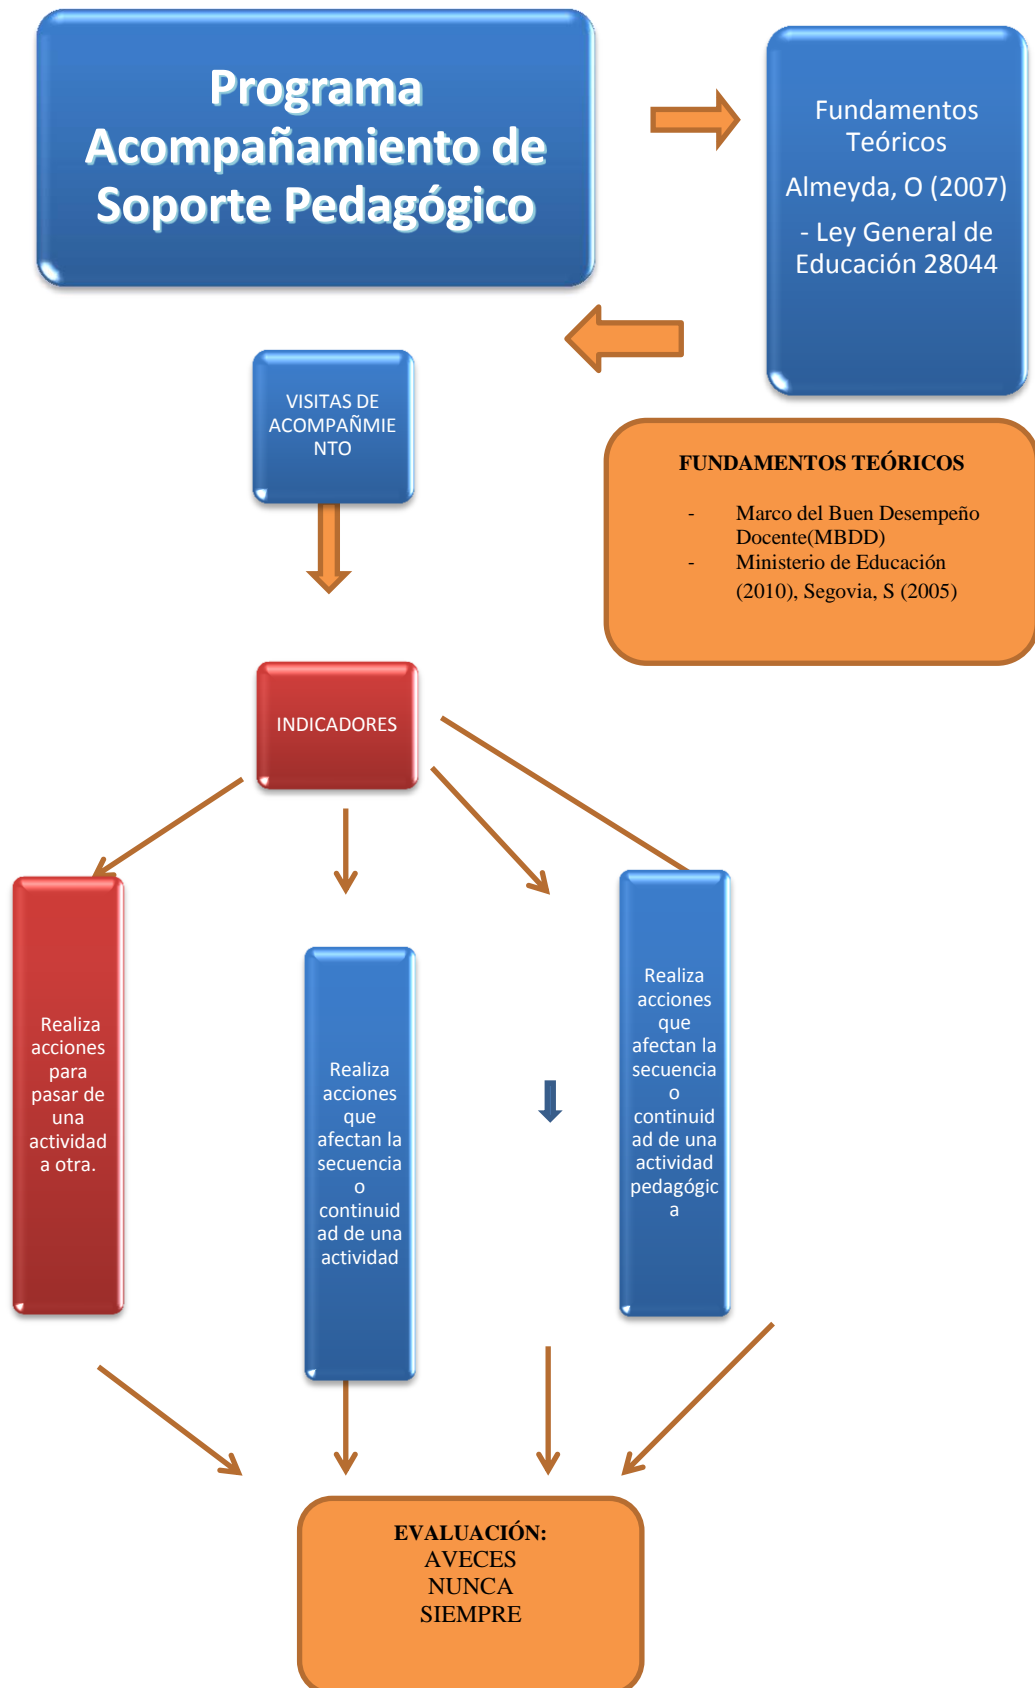 Programa
Acompañamiento de
Soporte Pedagógico
Fundamentos
Teóricos
Almeyda, O (2007)
- Ley General de
Educación 28044
VISITAS DE
ACOMPAÑMIE
NTO
FUNDAMENTOS TEÓRICOS
- Marco del Buen Desempeño
Docente(MBDD)
- Ministerio de Educación
(2010), Segovia, S (2005)
INDICADORES
Realiza
acciones
para
pasar de
una
actividad
a otra.
Realiza
acciones
que
afectan la
secuencia
o
continuid
ad de una
actividad
Realiza
acciones
que
afectan la
secuencia
o
continuid
ad de una
actividad
pedagógic
a
EVALUACIÓN:
AVECES
NUNCA
SIEMPRE